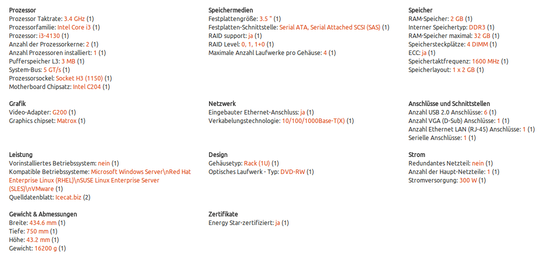 Prozessor
Prozessor Taktrate: 3.4 GHz (1)
Prozessorfamilie: Intel Core i3 (1)
Prozessor: i3-4130 (1)
Anzahl der Prozessorkerne: 2 (1)
Anzahl Prozessoren installiert: 1 (1)
Pufferspeicher L3: 3 MB (1)
System-Bus: 5 GT/s (1)
Prozessorsockel: Socket H3 (1150) (1)
Motherboard Chipsatz: Intel C204 (1)
Speichermedien
Festplattengröße: 3.5 " (1)
Festplatten-Schnittstelle: Serial ATA, Serial Attached SCSI (SAS) (1)
RAID support: ja (1)
RAID Level: 0, 1, 1+0 (1)
Maximale Anzahl Laufwerke pro Gehäuse: 4 (1)
Speicher
RAM-Speicher: 2 GB (1)
Interner Speichertyp: DDR3 (1)
RAM-Speicher maximal: 32 GB (1)
Speichersteckplätze: 4 DIMM (1)
ECC: ja (1)
Speichertaktfrequenz: 1600 MHz (1)
Speicherlayout: 1 x 2 GB (1)
Grafik
Video-Adapter: G200 (1)
Graphics chipset: Matrox (1)
Netzwerk
Eingebauter Ethernet-Anschluss: ja (1)
Verkabelungstechnologie: 10/100/1000Base-T(X) (1)
Anschlüsse und Schnittstellen
Anzahl USB 2.0 Anschlüsse: 6 (1)
Anzahl VGA (D-Sub) Anschlüsse: 1 (1)
Anzahl Ethernet LAN (RJ-45) Anschlüsse: 1 (1)
Serielle Anschlüsse: 1 (1)
Leistung
Vorinstalliertes Betriebssystem: nein (1)
Kompatible Betriebssysteme: Microsoft Windows Server\nRed Hat
Enterprise Linux (RHEL)\nSUSE Linux Enterprise Server
(SLES)\nVMware (1)
Quelldatenblatt: Icecat.biz (2)
Design
Gehäusetyp: Rack (1U) (1)
Optisches Laufwerk - Typ: DVD-RW (1)
Strom
Redundantes Netzteil: nein (1)
Anzahl der Haupt-Netzteile: 1 (1)
Stromversorgung: 300 W (1)
Gewicht & Abmessungen
Breite: 434.6 mm (1)
Tiefe: 750 mm (1)
Höhe: 43.2 mm (1)
Gewicht: 16200 g (1)
Zertifikate
Energy Star-zertifiziert: ja (1)